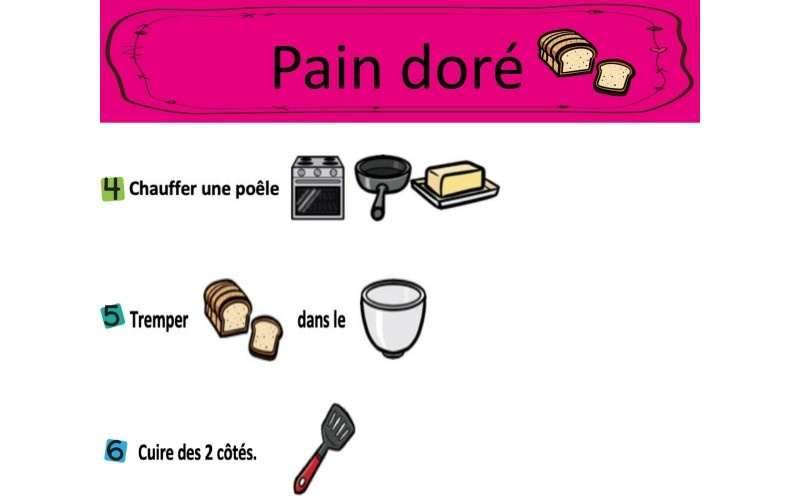 Pain doré
4 Chauffer une poêle
5 Tremper dans le
6 Cuire des 2 côtés.